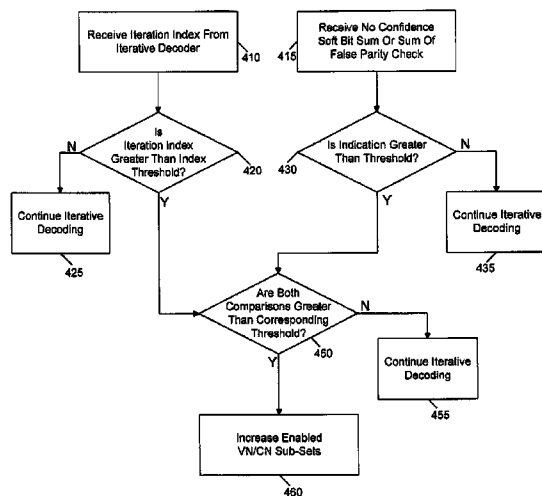 Receive Iteration Index From
Iterative Decoder
410
Receive No Confidence
Soft Bit Sum Or Sum Of
False Parity Check
415
Is
Iteration Index
Greater Than Index
Threshold?
N
420
Y
Is Indication Greater
Than Threshold?
N
430
Y
Continue Iterative
Decoding
425
Continue Iterative
Decoding
435
Are Both
Comparisons Greater
Than Corresponding
Threshold?
N
450
Y
Continue Iterative
Decoding
455
Increase Enabled
VN/CN Sub-Sets
460